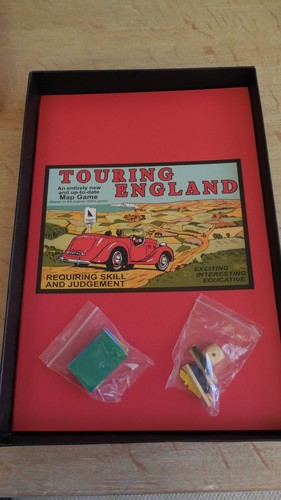 TOURING
ENGLAND
An entirely new
and up-to-date
Map Game
REQUIRING SKILL
AND JUDGEMENT
EXCITING
INTERESTING
EDUCATIVE